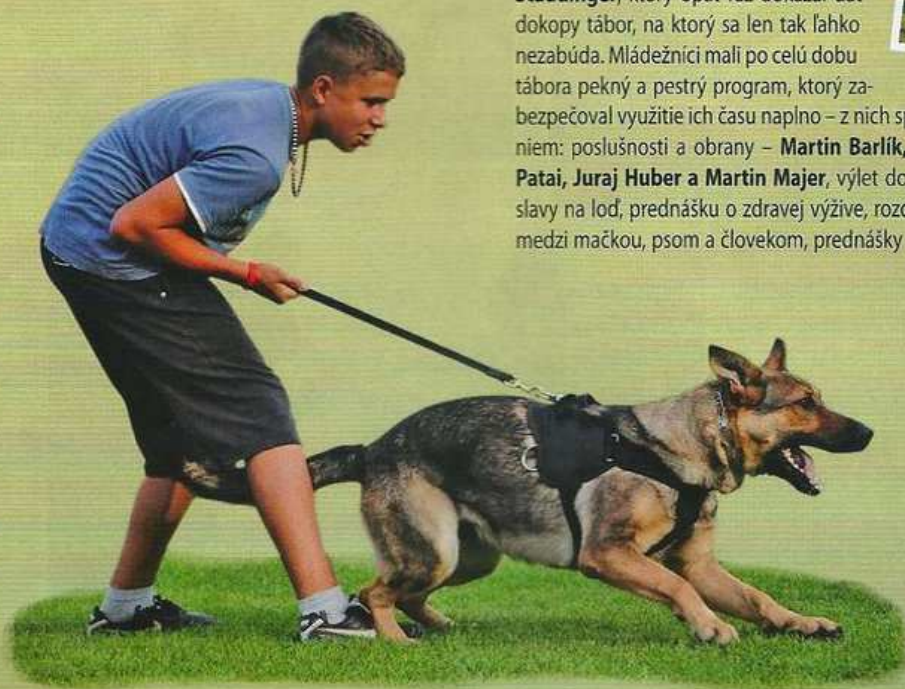 dokopy tábor, na ktorý sa len tak ľahko
nezabúda. Mládežníci mali po celú dobu
tábora pekný a pestrý program, ktorý za-
bezpečoval využitie ich času naplno – z nich
niem: poslušnosti a obrany – Martin Barlík,
Patai, Juraj Huber a Martin Majer, výlet
slavy na loď, prednášku o zdravej výžive,
medzi mačkou, psom a človekom, prednášky